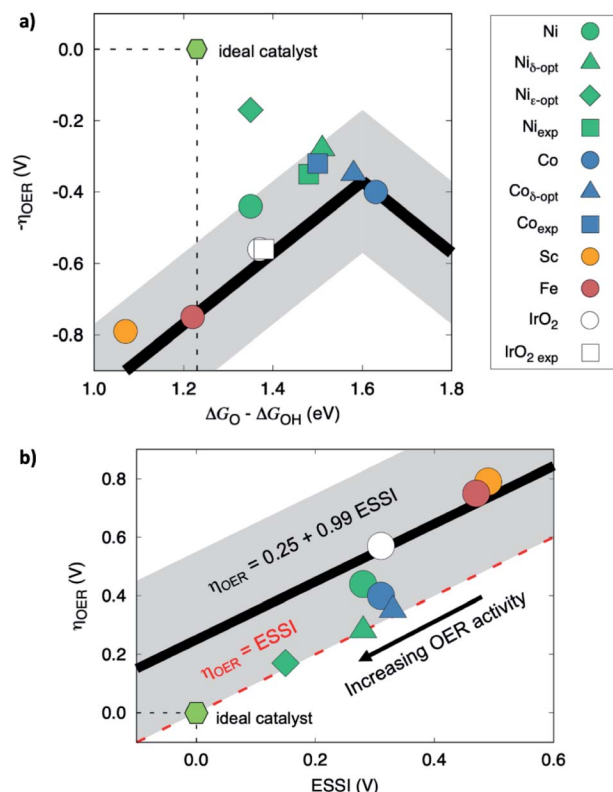 a)
0.0
-0.2
-0.4
-0.6
-0.8
-ηOER (V)
ideal catalyst
1.0 1.2 1.4 1.6 1.8
ΔGO - ΔGOH (eV)
Ni
Niδ-opt
Niε-opt
Niexp
Co
Coδ-opt
Coexp
Sc
Fe
IrO2
IrO2 exp
b)
0.8
0.6
0.4
0.2
0.0
ηOER (V)
ηOER = 0.25 + 0.99 ESSI
ηOER = ESSI
Increasing OER activity
ideal catalyst
0.0 0.2 0.4 0.6
ESSI (V)